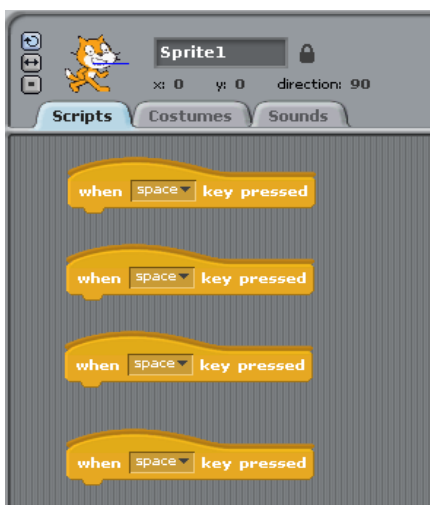 Sprite1
x: 0 y: 0 direction: 90
Scripts Costumes Sounds
when space key pressed
when space key pressed
when space key pressed
when space key pressed